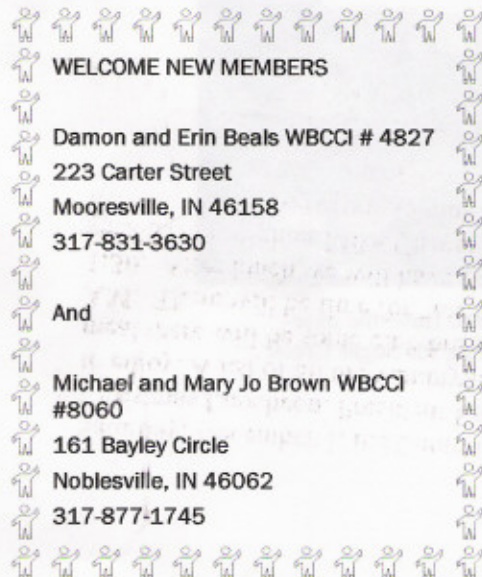 WELCOME NEW MEMBERS
Damon and Erin Beals WBCCI # 4827
223 Carter Street
Mooresville, IN 46158
317-831-3630
And
Michael and Mary Jo Brown WBCCI
#8060
161 Bayley Circle
Noblesville, IN 46062
317-877-1745